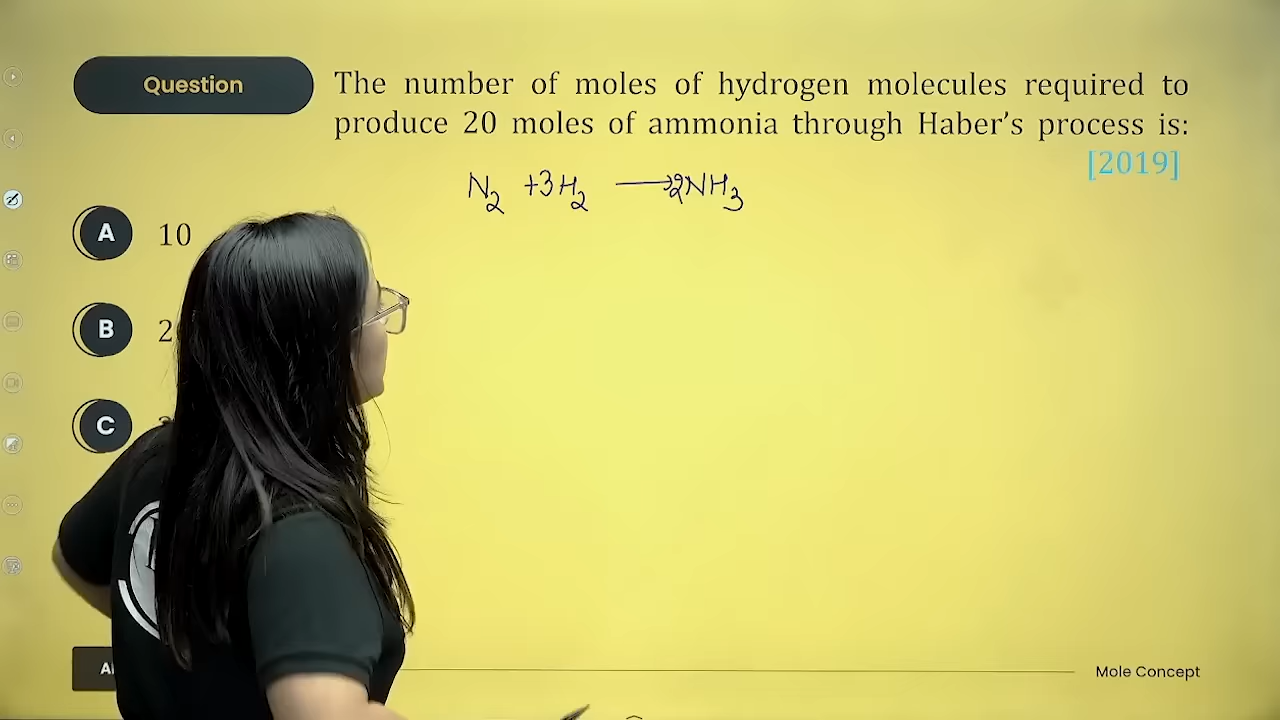 Question
The number of moles of hydrogen molecules required to
produce 20 moles of ammonia through Haber's process is:
[2019]
N₂ +3H₂ ⟶2NH₃
A 10
B
C
Mole Concept